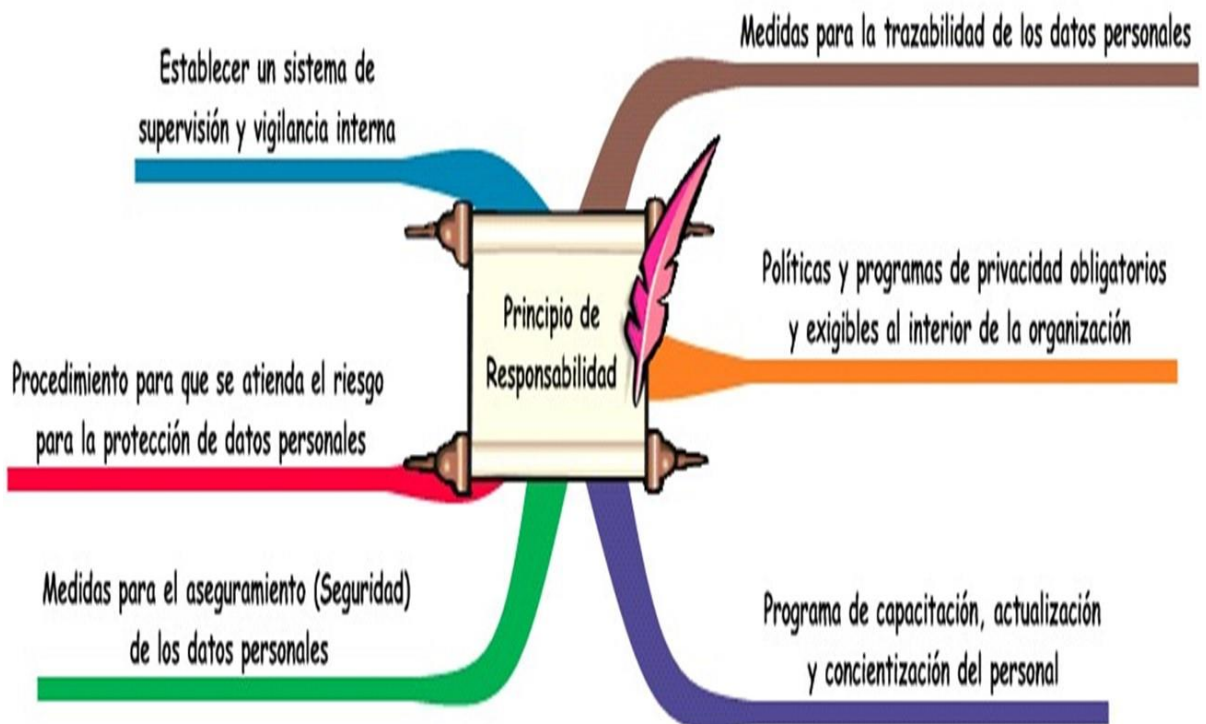 Medidas para la trazabilidad de los datos personales
Establecer un sistema de
supervisión y vigilancia interna
Políticas y programas de privacidad obligatorios
y exigibles al interior de la organización
Principio de
Responsabilidad
Procedimiento para que se atienda el riesgo
para la protección de datos personales
Medidas para el aseguramiento (Seguridad)
de los datos personales
Programa de capacitación, actualización
y concientización del personal